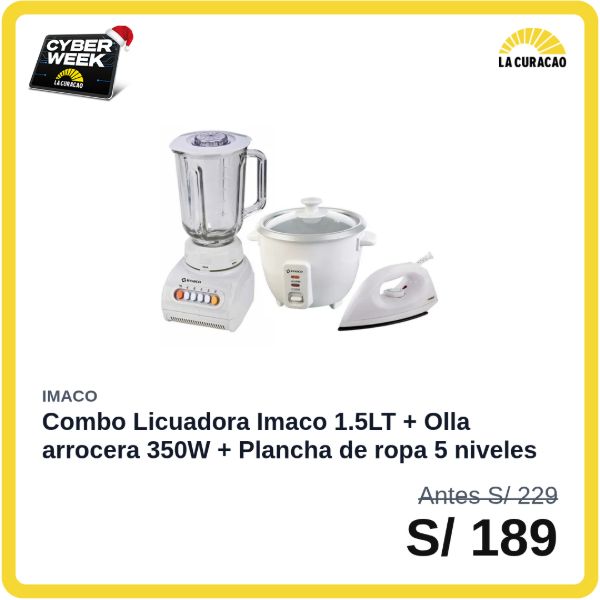 CYBER
WEEK
LA CURACAO
LA CURACAO
IMACO
Combo Licuadora Imaco 1.5LT + Olla
arrocera 350W + Plancha de ropa 5 niveles
Antes S/ 229
S/ 189